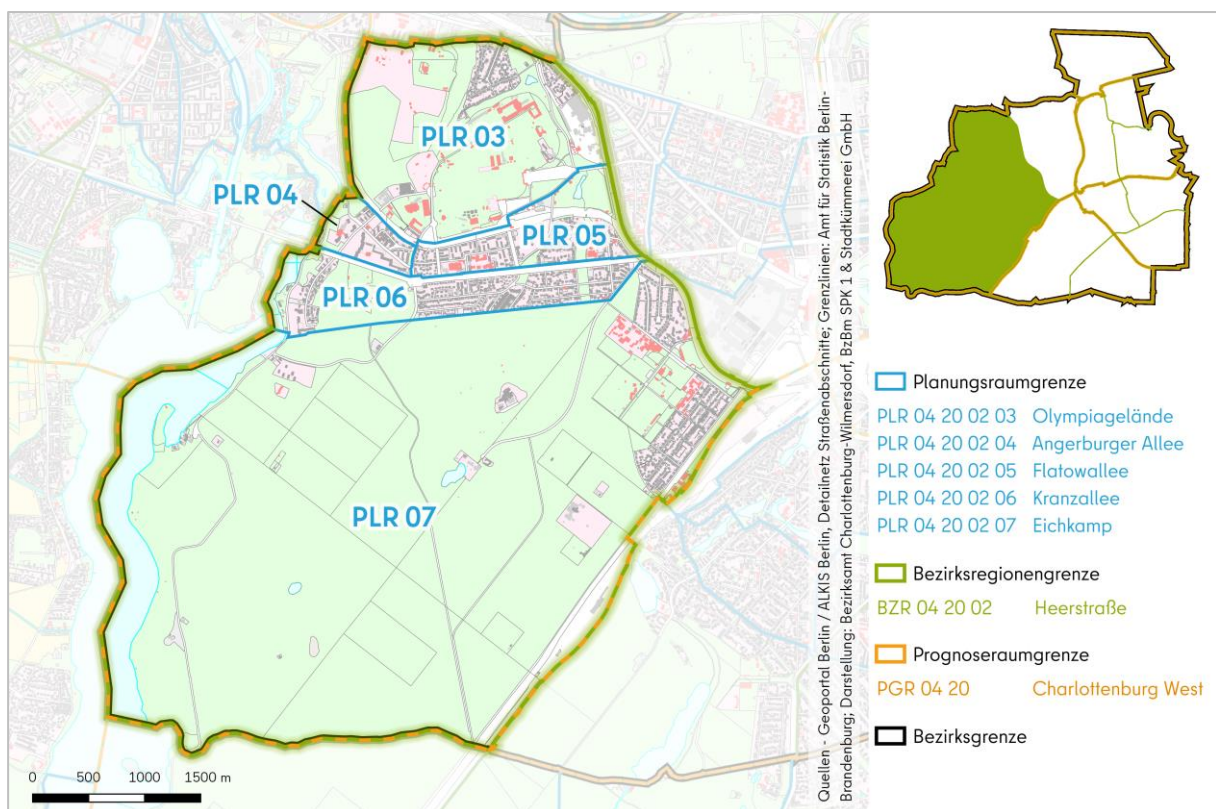 PLR 03
PLR 04
PLR 05
PLR 06
PLR 07
0 500 1000 1500 m
Quellen - Geoportal Berlin / ALKIS Berlin, Detailnetz Straßenabschnitte; Grenzlinien: Amt für Statistik Berlin-
Brandenburg; Darstellung: Bezirksamt Charlottenburg-Wilmersdorf, BzBm SPK 1 & Stadtkümmerei GmbH
Planungsraumgrenze
PLR 04 20 02 03 Olympiagelände
PLR 04 20 02 04 Angerburger Allee
PLR 04 20 02 05 Flatowallee
PLR 04 20 02 06 Kranzallee
PLR 04 20 02 07 Eichkamp
Bezirksregionengrenze
BZR 04 20 02 Heerstraße
Prognoseraumgrenze
PGR 04 20 Charlottenburg West
Bezirksgrenze